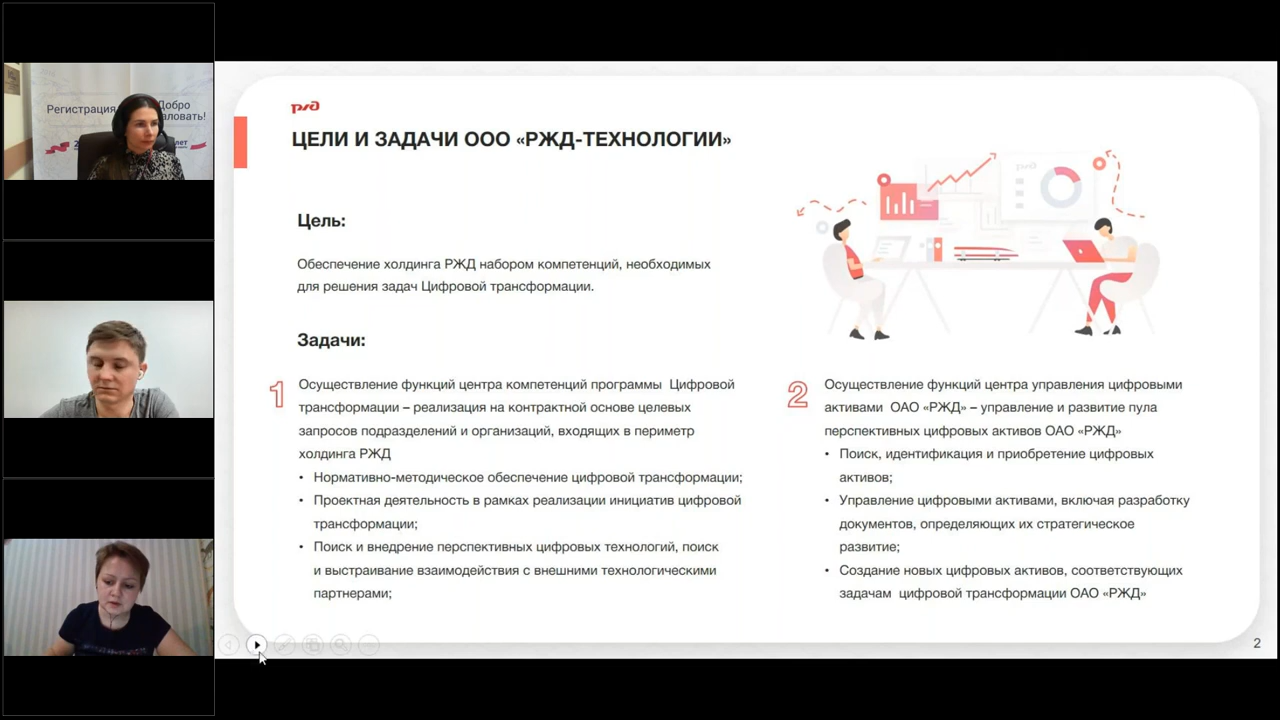 Регистрация
Добро
аловать!
лет
ржд
ЦЕЛИ И ЗАДАЧИ ООО «РЖД-ТЕХНОЛОГИИ»
ржд
Цель:
Обеспечение холдинга РЖД набором компетенций, необходимых
для решения задач Цифровой трансформации.
Задачи:
1
Осуществление функций центра компетенций программы Цифровой
трансформации – реализация на контрактной основе целевых
запросов подразделений и организаций, входящих в периметр
холдинга РЖД
• Нормативно-методическое обеспечение цифровой трансформации;
• Проектная деятельность в рамках реализации инициатив цифровой
трансформации;
• Поиск и внедрение перспективных цифровых технологий, поиск
и выстраивание взаимодействия с внешними технологическими
партнерами;
2
Осуществление функций центра управления цифровыми
активами ОАО «РЖД» – управление и развитие пула
перспективных цифровых активов ОАО «РЖД»
• Поиск, идентификация и приобретение цифровых
активов;
• Управление цифровыми активами, включая разработку
документов, определяющих их стратегическое
развитие;
• Создание новых цифровых активов, соответствующих
задачам цифровой трансформации ОАО «РЖД»
2